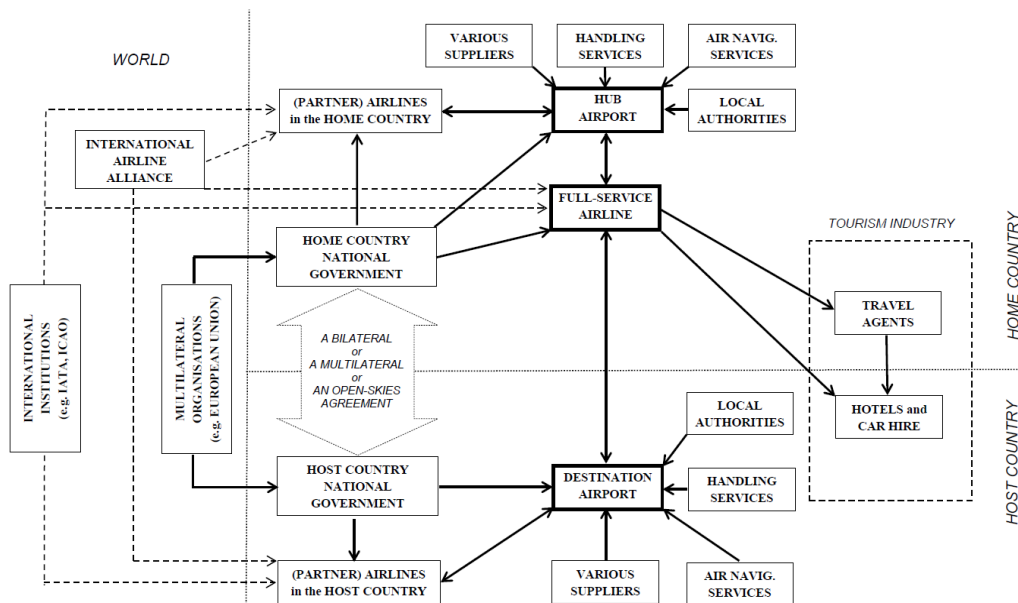 VARIOUS
SUPPLIERS
HANDLING
SERVICES
AIR NAVIG.
SERVICES
WORLD
(PARTNER) AIRLINES
in the HOME COUNTRY
HUB
AIRPORT
LOCAL
AUTHORITIES
INTERNATIONAL
AIRLINE
ALLIANCE
FULL-SERVICE
AIRLINE
TOURISM INDUSTRY
HOME COUNTRY
HOME COUNTRY
NATIONAL
GOVERNMENT
TRAVEL
AGENTS
INTERNATIONAL
INSTITUTIONS
(e.g. IATA, ICAO)
MULTILATERAL
ORGANISATIONS
(e.g. EUROPEAN UNION)
A BILATERAL
or
A MULTILATERAL
or
AN OPEN-SKIES
AGREEMENT
HOTELS and
CAR HIRE
HOST COUNTRY
LOCAL
AUTHORITIES
HOST COUNTRY
NATIONAL
GOVERNMENT
DESTINATION
AIRPORT
HANDLING
SERVICES
(PARTNER) AIRLINES
in the HOST COUNTRY
VARIOUS
SUPPLIERS
AIR NAVIG.
SERVICES